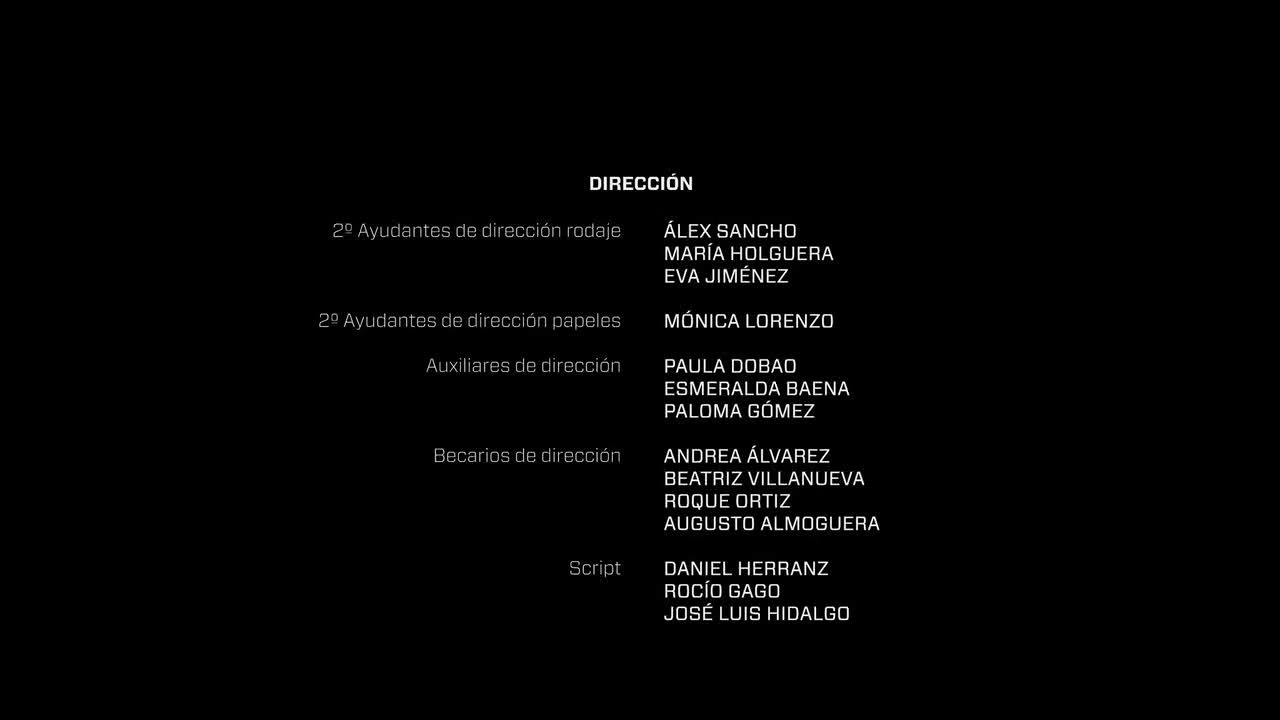 DIRECCIÓN
2º Ayudantes de dirección rodaje ÁLEX SANCHO
MARÍA HOLGUERA
EVA JIMÉNEZ
2º Ayudantes de dirección papeles MÓNICA LORENZO
Auxiliares de dirección PAULA DOBAO
ESMERALDA BAENA
PALOMA GÓMEZ
Becarios de dirección ANDREA ÁLVAREZ
BEATRIZ VILLANUEVA
ROQUE ORTIZ
AUGUSTO ALMOGUERA
Script DANIEL HERRANZ
ROCÍO GAGO
JOSÉ LUIS HIDALGO